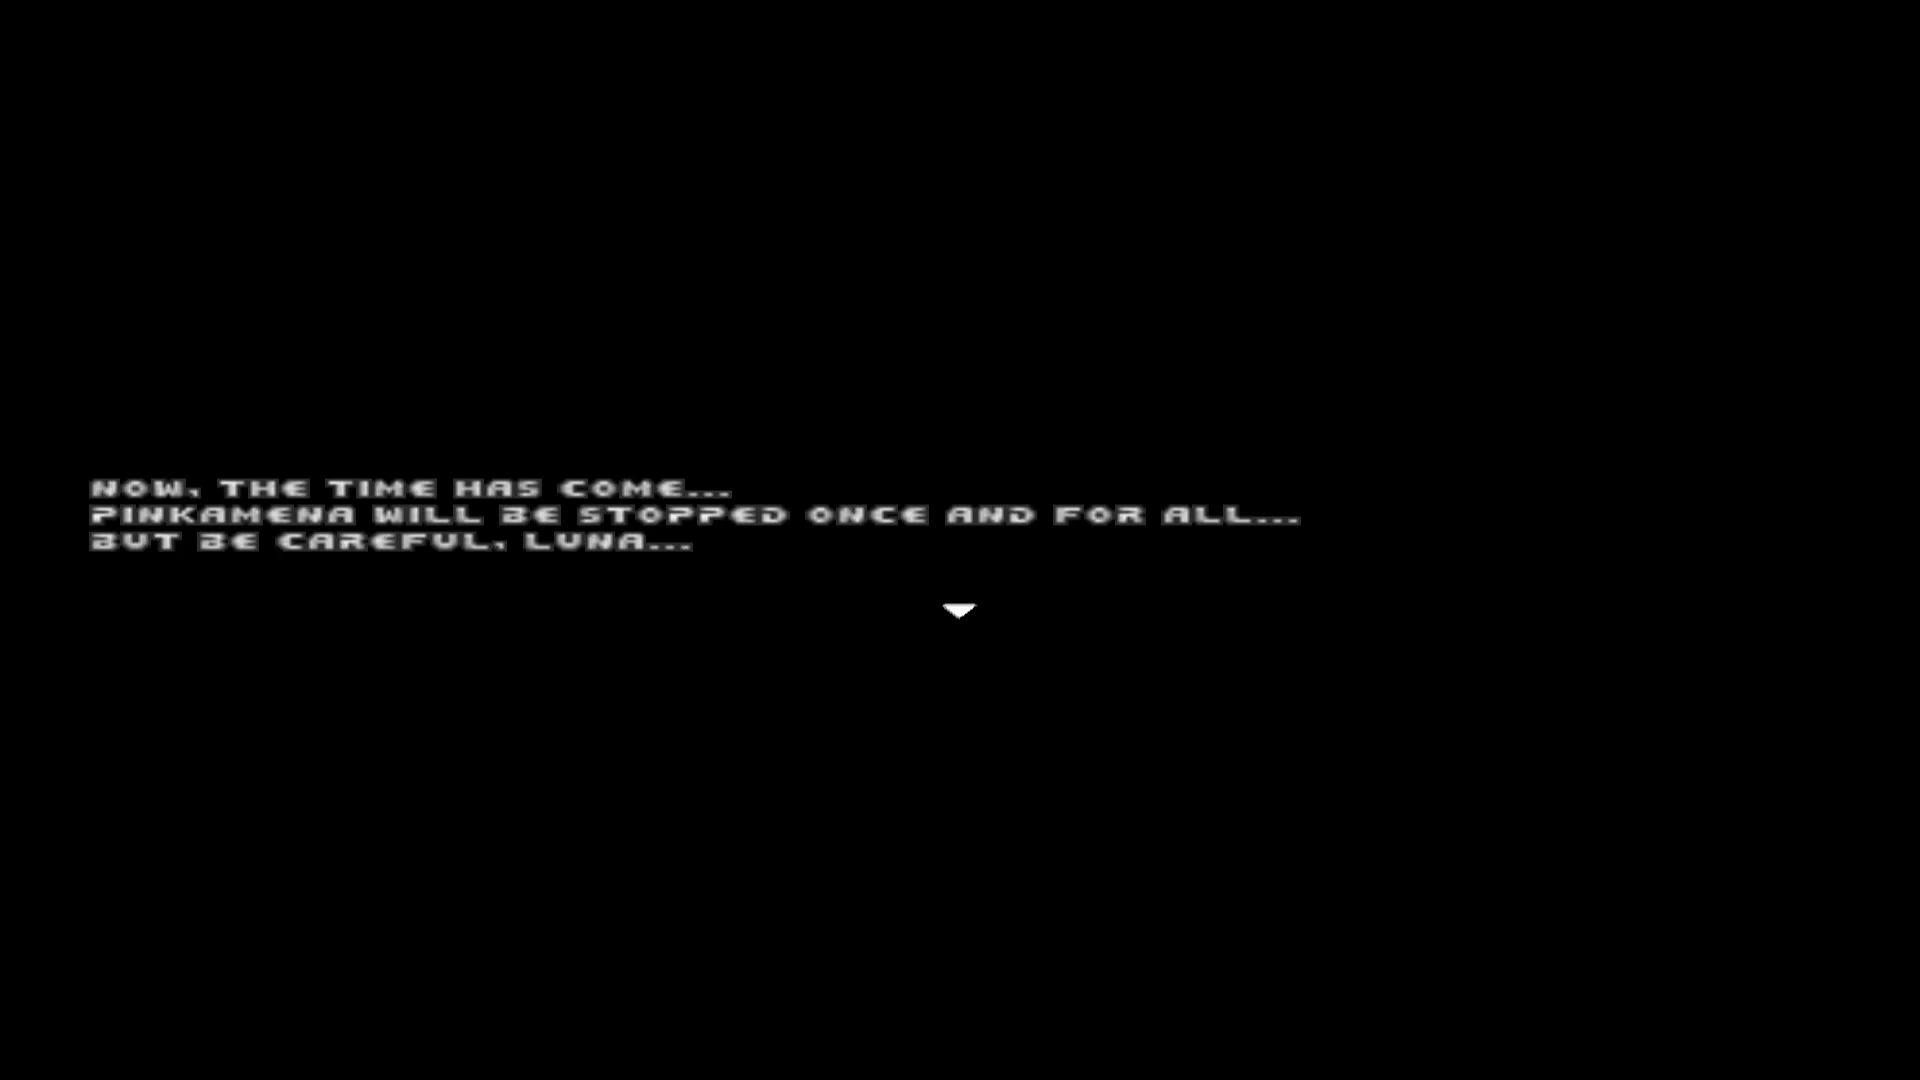 NOW, THE TIME HAS COME...
PINKAMENA WILL BE STOPPED ONCE AND FOR ALL...
BUT BE CAREFUL, LUNA...